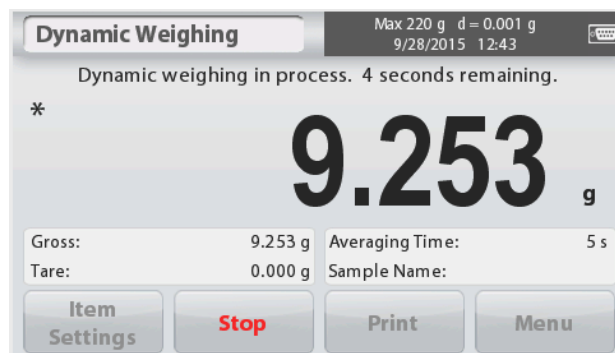 Dynamic Weighing
Max 220 g d = 0.001 g
9/28/2015 12:43
Dynamic weighing in process. 4 seconds remaining.
*
9.253 g
Gross: 9.253 g
Tare: 0.000 g
Averaging Time: 5 s
Sample Name:
Item
Settings
Stop
Print
Menu